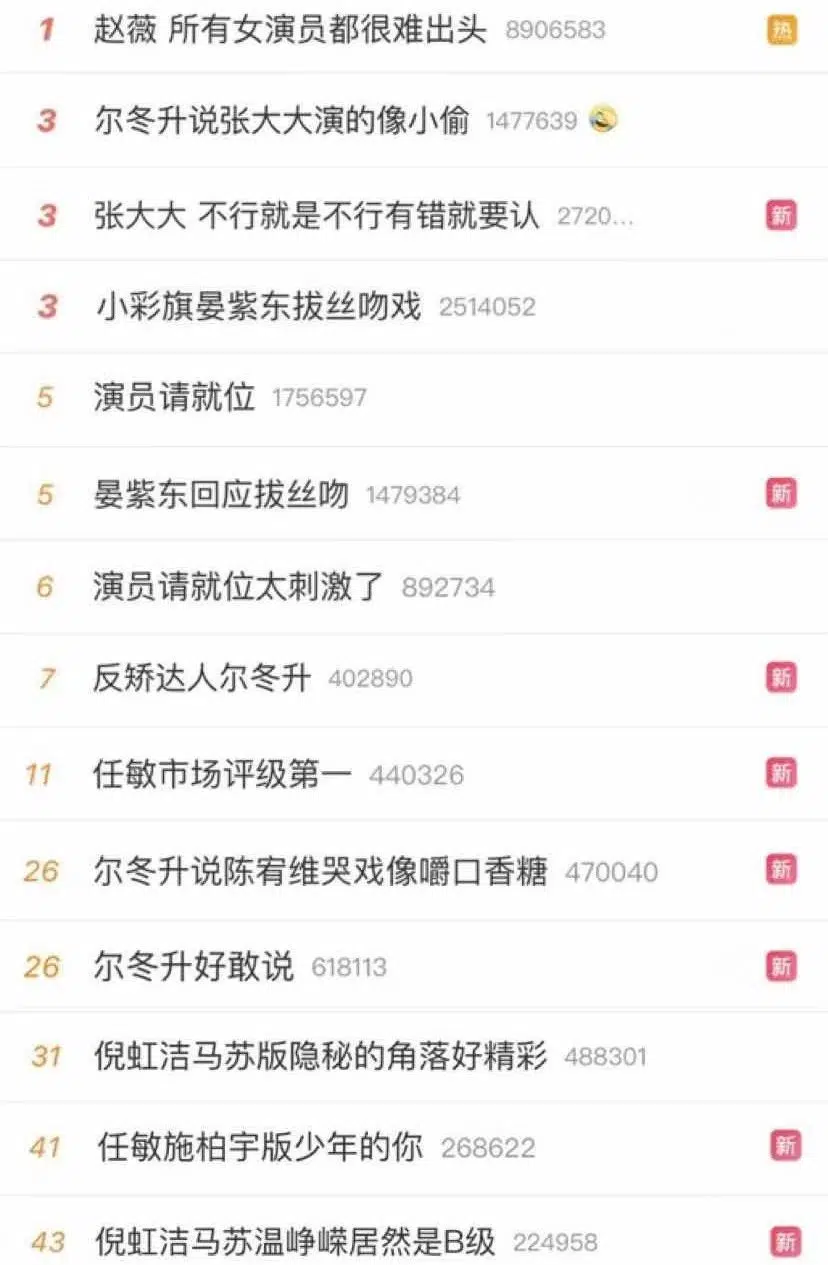 1 赵薇 所有女演员都很难出头 8906583 热
3 尔冬升说张大大演的像小偷 1477639
3 张大大 不行就是不行有错就要认 2720... 新
3 小彩旗晏紫东拔丝吻戏 2514052
5 演员请就位 1756597
5 晏紫东回应拔丝吻 1479384 新
6 演员请就位太刺激了 892734
7 反矫达人尔冬升 402890 新
11 任敏市场评级第一 440326 新
26 尔冬升说陈宥维哭戏像嚼口香糖 470040 新
26 尔冬升好敢说 618113 新
31 倪虹洁马苏版隐秘的角落好精彩 488301
41 任敏施柏宇版少年的你 268622 新
43 倪虹洁马苏温峥嵘居然是B级 224958 新